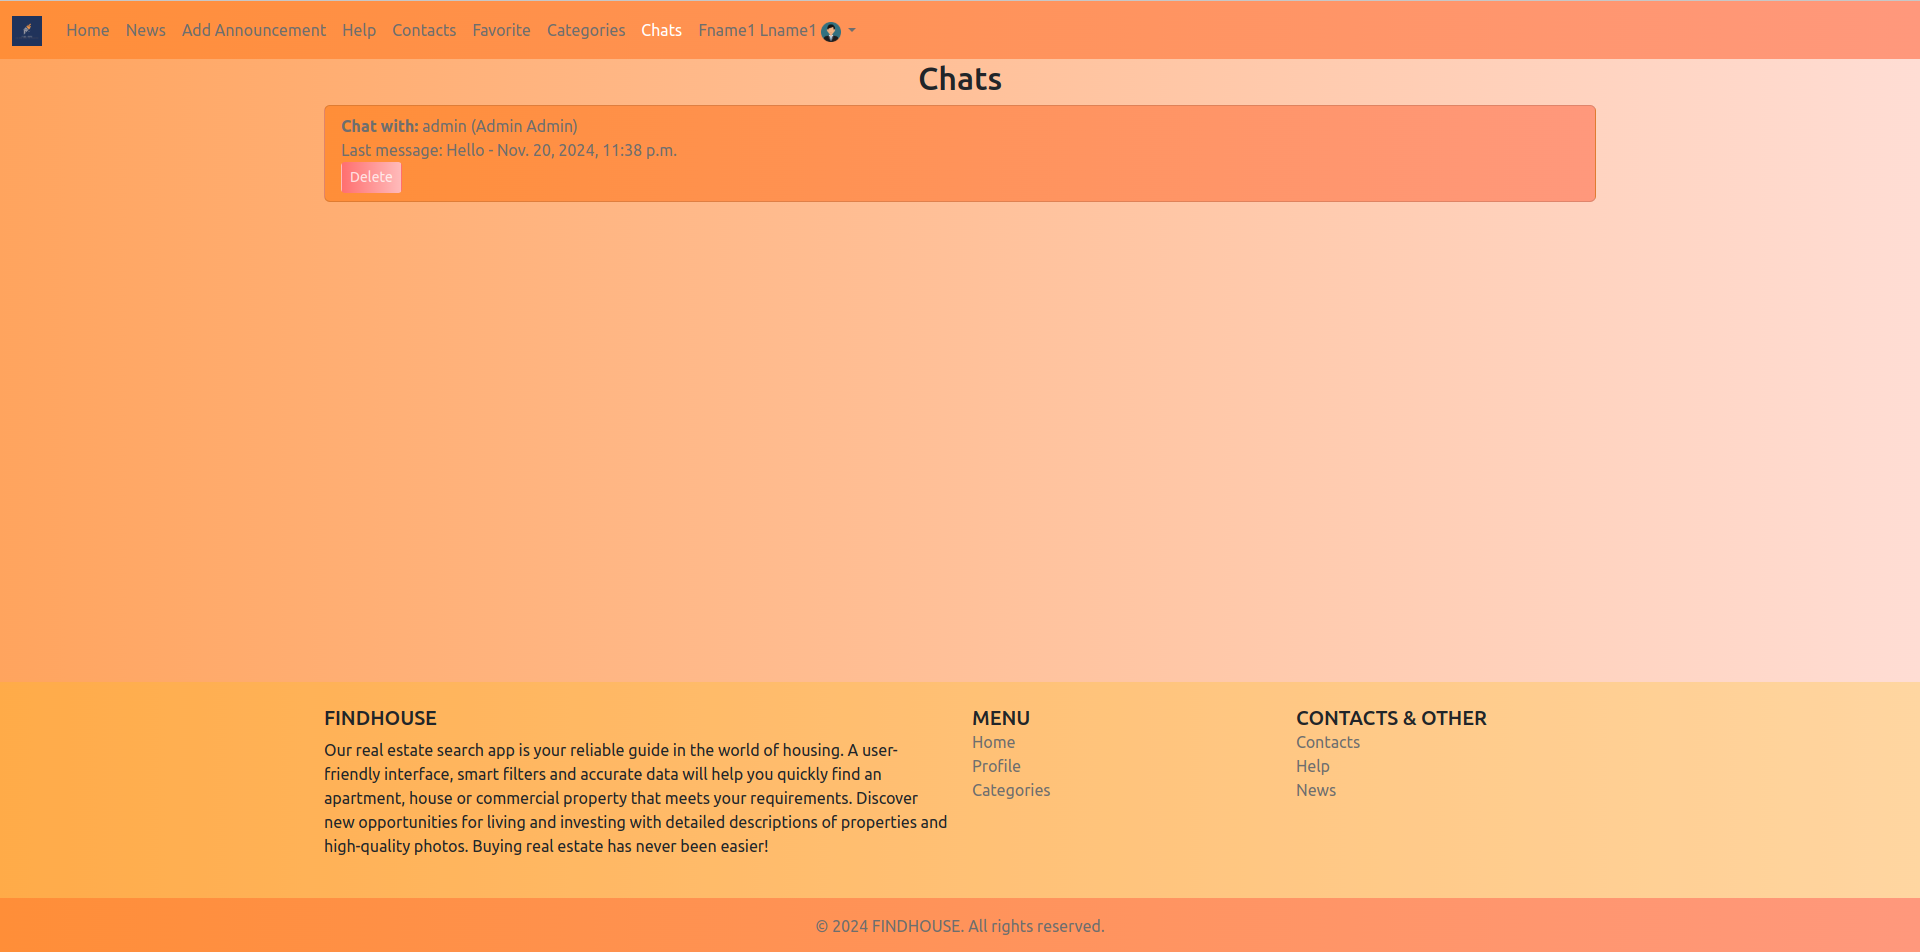 Home News Add Announcement Help Contacts Favorite Categories Chats Fname1 Lname1
Chats
Chat with: admin (Admin Admin)
Last message: Hello - Nov. 20, 2024, 11:38 p.m.
Delete
FINDHOUSE
Our real estate search app is your reliable guide in the world of housing. A user-
friendly interface, smart filters and accurate data will help you quickly find an
apartment, house or commercial property that meets your requirements. Discover
new opportunities for living and investing with detailed descriptions of properties and
high-quality photos. Buying real estate has never been easier!
MENU
Home
Profile
Categories
CONTACTS & OTHER
Contacts
Help
News
© 2024 FINDHOUSE. All rights reserved.